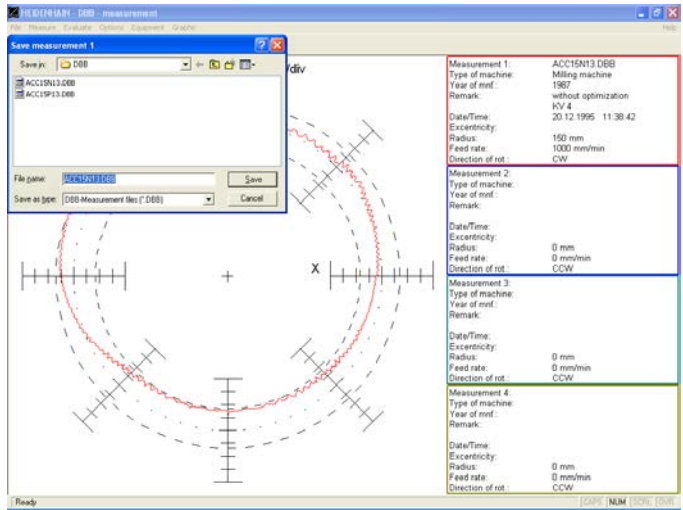 HEIDENHAIN - DBB - measurement
File Measure Evaluate Options Equipment Graphic Help
Save measurement 1
Save in: DBB
ACC15N13.DBB
ACC15P13.DBB
File name: ACC15N13.DBB Save
Save as type: DBB-Measurement files (*.DBB) Cancel
/div
X
Measurement 1: ACC15N13.DBB
Type of machine: Milling machine
Year of mnf.: 1987
Remark: without optimization
KV 4
Date/Time: 20.12.1995 11:38:42
Excentricity:
Radius: 150 mm
Feed rate: 1000 mm/min
Direction of rot.: CW
Measurement 2:
Type of machine:
Year of mnf.:
Remark:
Date/Time:
Excentricity:
Radius: 0 mm
Feed rate: 0 mm/min
Direction of rot.: CCW
Measurement 3:
Type of machine:
Year of mnf.:
Remark:
Date/Time:
Excentricity:
Radius: 0 mm
Feed rate: 0 mm/min
Direction of rot.: CCW
Measurement 4:
Type of machine:
Year of mnf.:
Remark:
Date/Time:
Excentricity:
Radius: 0 mm
Feed rate: 0 mm/min
Direction of rot.: CCW
Ready CAPS NUM SCRL OVR